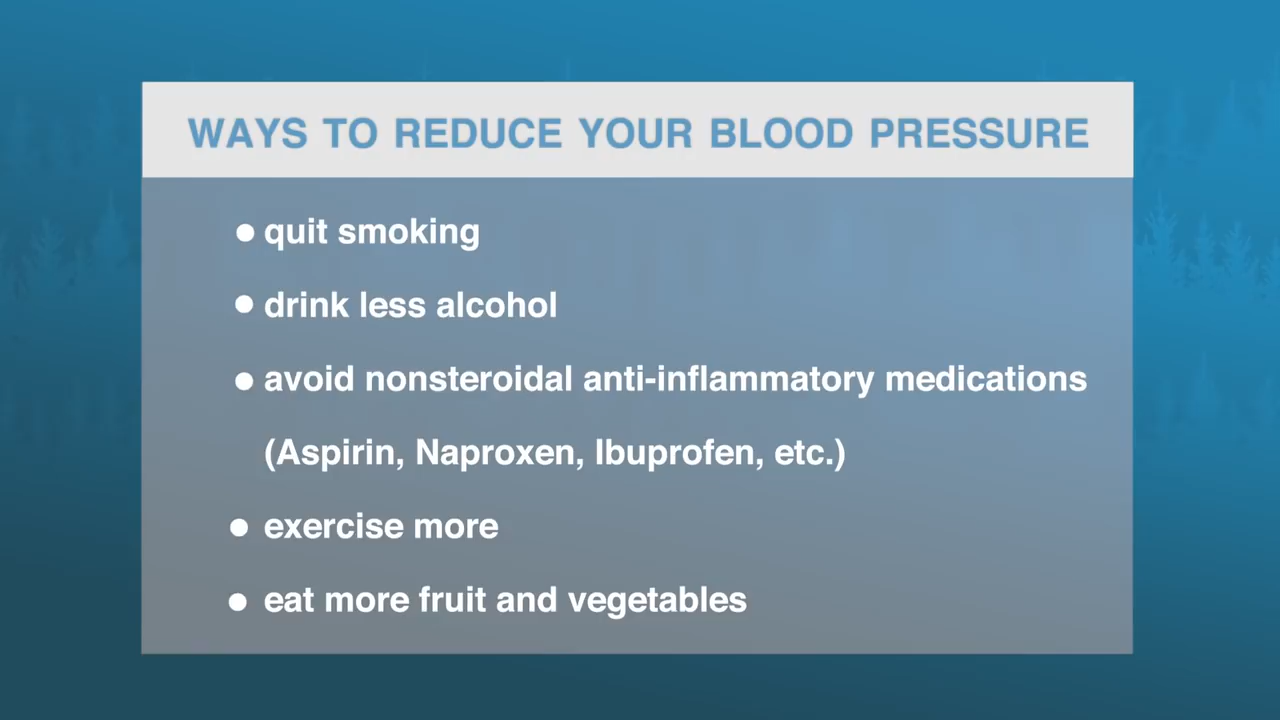 WAYS TO REDUCE YOUR BLOOD PRESSURE
• quit smoking
• drink less alcohol
• avoid nonsteroidal anti-inflammatory medications
(Aspirin, Naproxen, Ibuprofen, etc.)
• exercise more
• eat more fruit and vegetables